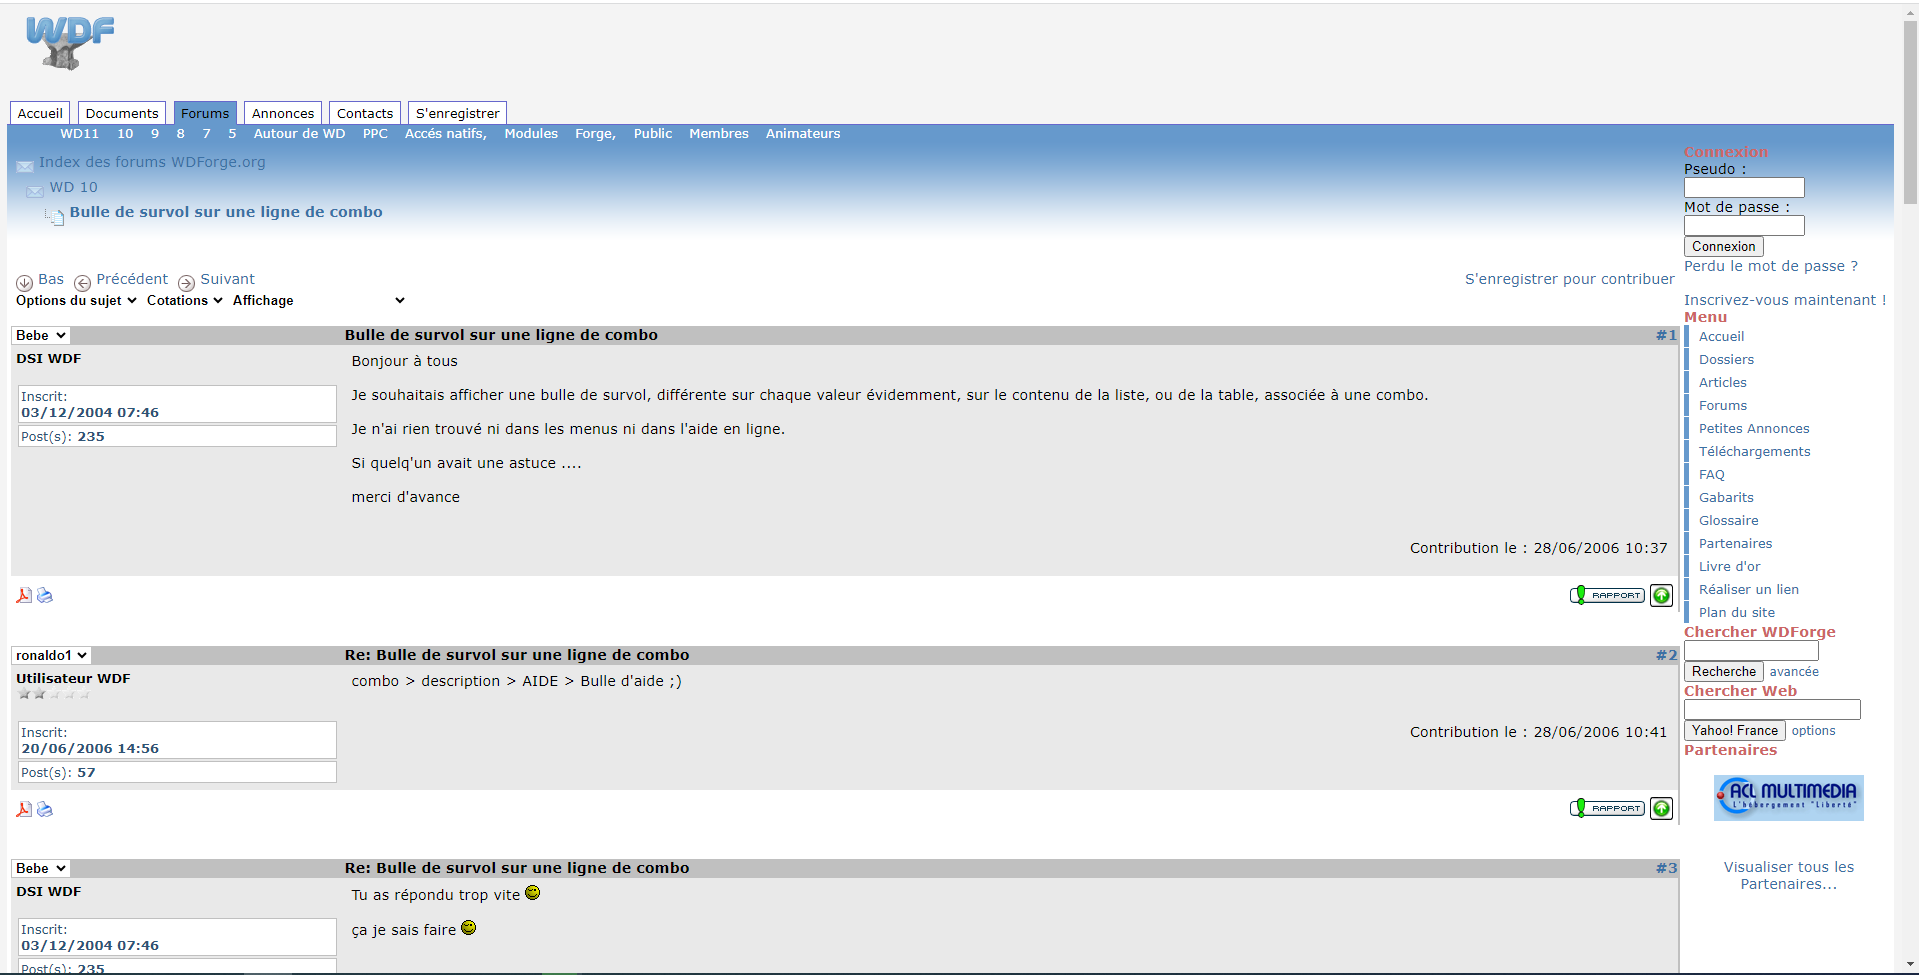 WDF
Accueil Documents Forums Annonces Contacts S'enregistrer
WD11 10 9 8 7 5 Autour de WD PPC Accés natifs, Modules Forge, Public Membres Animateurs
Index des forums WDForge.org
WD 10
Bulle de survol sur une ligne de combo
Bas Précédent Suivant
S'enregistrer pour contribuer
Options du sujet Cotations Affichage
Bebe Bulle de survol sur une ligne de combo #1
DSI WDF
Inscrit:
03/12/2004 07:46
Post(s): 235
Bonjour à tous
Je souhaitais afficher une bulle de survol, différente sur chaque valeur évidemment, sur le contenu de la liste, ou de la table, associée à une combo.
Je n'ai rien trouvé ni dans les menus ni dans l'aide en ligne.
Si quelq'un avait une astuce ....
merci d'avance
Contribution le : 28/06/2006 10:37
RAPPORT
ronaldo1 Re: Bulle de survol sur une ligne de combo #2
Utilisateur WDF
Inscrit:
20/06/2006 14:56
Post(s): 57
combo > description > AIDE > Bulle d'aide ;)
Contribution le : 28/06/2006 10:41
RAPPORT
Bebe Re: Bulle de survol sur une ligne de combo #3
DSI WDF
Inscrit:
03/12/2004 07:46
Post(s): 235
Tu as répondu trop vite
ça je sais faire
Connexion
Pseudo :
Mot de passe :
Connexion
Perdu le mot de passe ?
Inscrivez-vous maintenant !
Menu
Accueil
Dossiers
Articles
Forums
Petites Annonces
Téléchargements
FAQ
Gabarits
Glossaire
Partenaires
Livre d'or
Réaliser un lien
Plan du site
Chercher WDForge
Recherche avancée
Chercher Web
Yahoo! France options
Partenaires
ACL MULTIMEDIA
L'hébergement "Liberté"
Visualiser tous les
Partenaires...